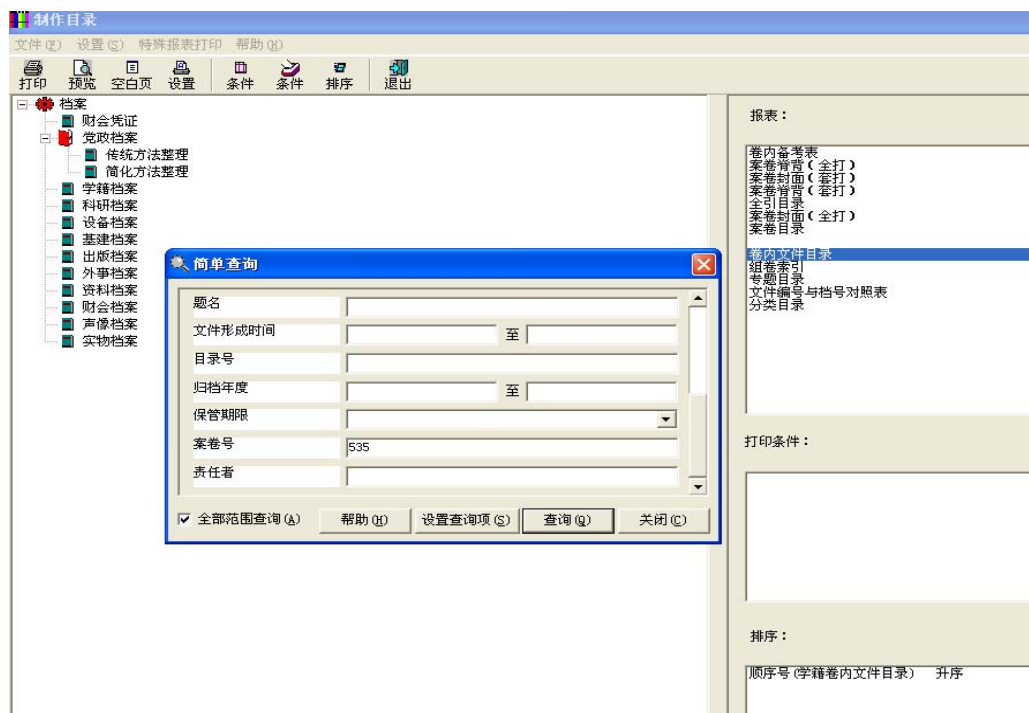 制作目录
文件(F) 设置(S) 特殊报表打印 帮助(H)
打印 预览 空白页 设置 条件 条件 排序 退出
档案
财会凭证
党政档案
传统方法整理
简化方法整理
学籍档案
科研档案
设备档案
基建档案
出版档案
外事档案
资料档案
财会档案
声像档案
实物档案
简单查询
题名
文件形成时间 至
目录号
归档年度 至
保管期限
案卷号 535
责任者
全部范围查询(A) 帮助(H) 设置查询项(S) 查询(Q) 关闭(C)
报表：
卷内备考表
案卷脊背(全打)
案卷封面(套打)
案卷脊背(套打)
全引目录
案卷封面(全打)
案卷目录
卷内文件目录
组卷索引
专题目录
文件编号与档号对照表
分类目录
打印条件：
排序：
顺序号(学籍卷内文件目录) 升序